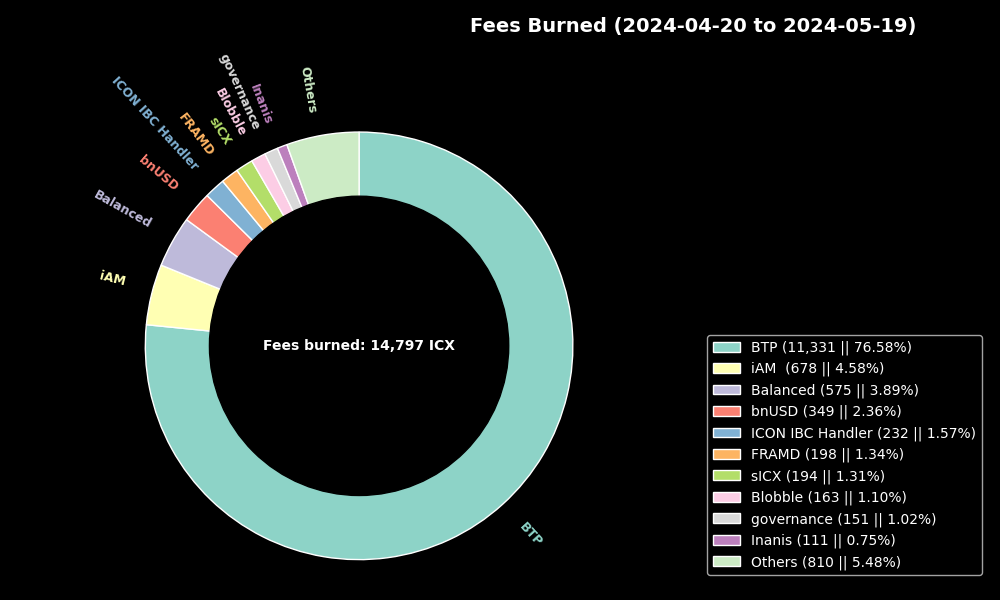 Fees Burned (2024-04-20 to 2024-05-19)
Others
Inanis
governance
Blobble
sICX
FRAMD
ICON IBC Handler
bnUSD
Balanced
iAM
Fees burned: 14,797 ICX
BTP
BTP (11,331 || 76.58%)
iAM  (678 || 4.58%)
Balanced (575 || 3.89%)
bnUSD (349 || 2.36%)
ICON IBC Handler (232 || 1.57%)
FRAMD (198 || 1.34%)
sICX (194 || 1.31%)
Blobble (163 || 1.10%)
governance (151 || 1.02%)
Inanis (111 || 0.75%)
Others (810 || 5.48%)